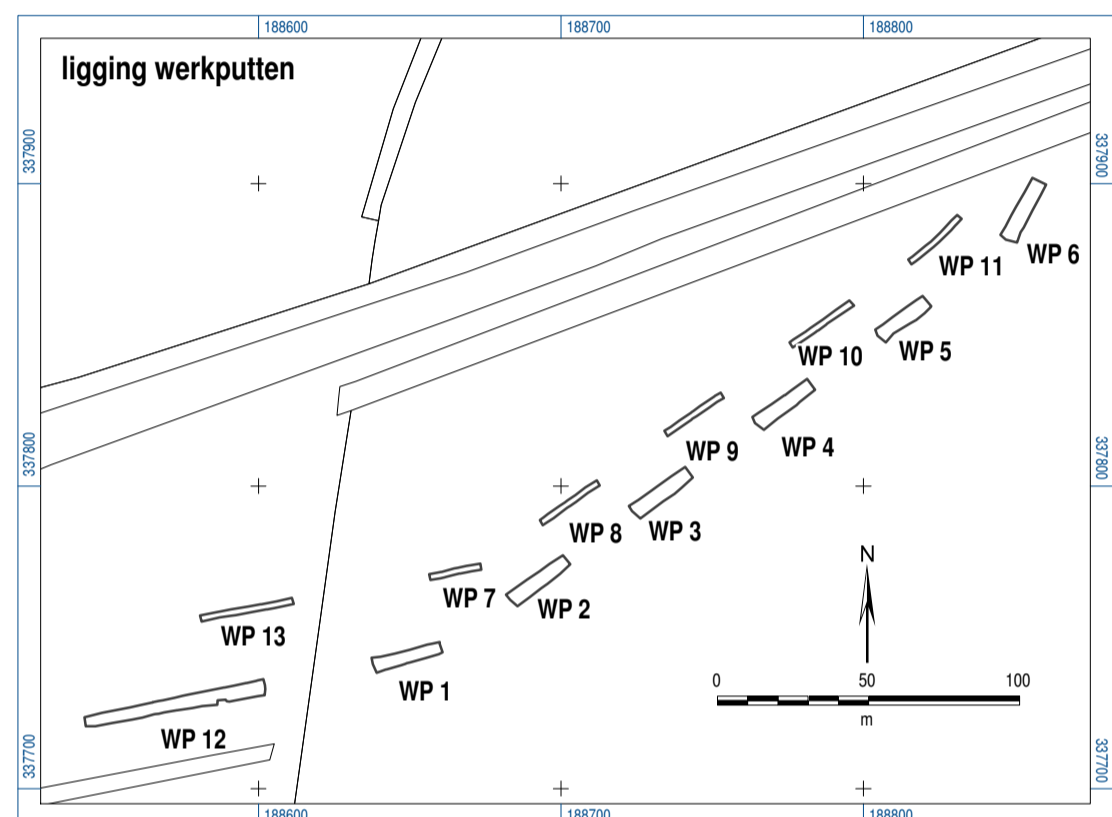 188600
188700
188800
ligging werkputten
337900
337900
WP 6
WP 11
WP 5
WP 10
WP 4
WP 9
337800
337800
WP 3
WP 8
WP 2
WP 7
N
WP 13
WP 1
0 50 100
m
WP 12
337700
337700
188600
188700
188800